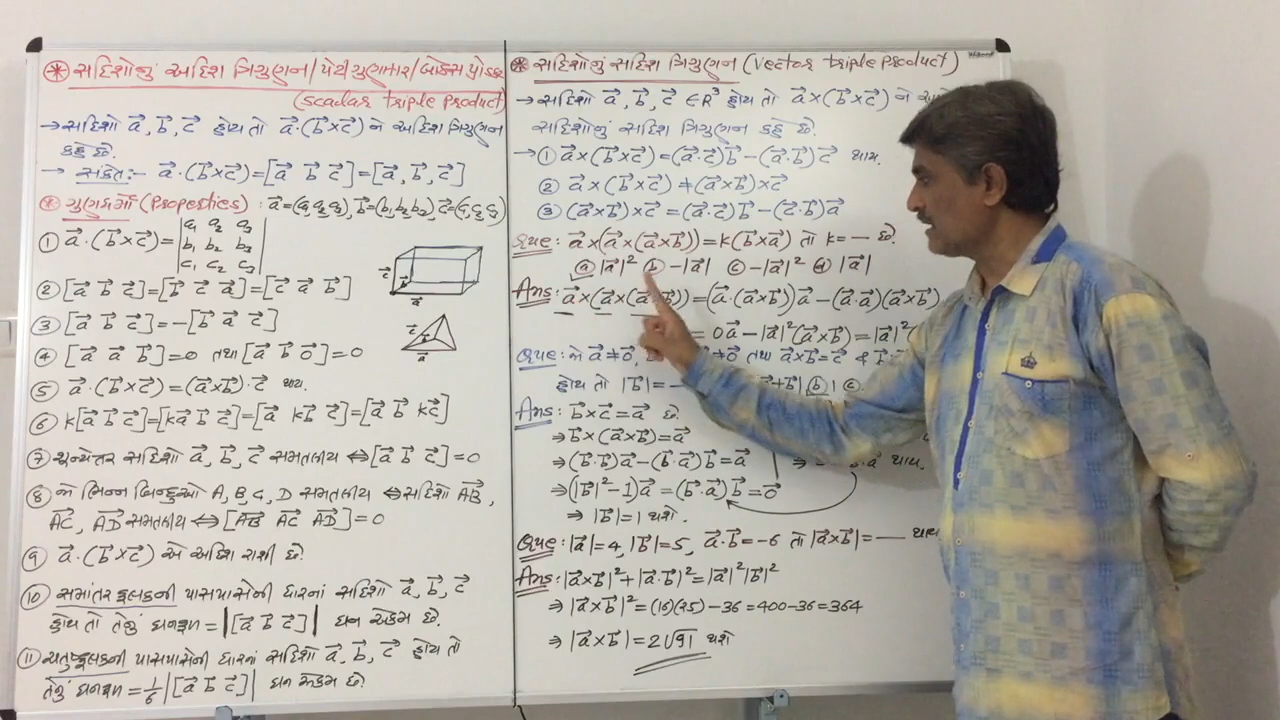 ⊛ સદિશોનું અદિશ ત્રિગુણન/પેટીગુણાકાર/બોક્સ પ્રોડક્ટ
(Scalar triple product)
→ સદિશો a⃗, b⃗, c⃗ હોય તો a⃗·(b⃗×c⃗) ને અદિશ ત્રિગુણન
કહે છે.
→ સંકેત:- a⃗·(b⃗×c⃗)=[a⃗ b⃗ c⃗]=[a⃗, b⃗, c⃗]
⊛ ગુણધર્મો (Properties) : a⃗=(a₁ a₂ a₃), b⃗=(b₁, b₂ b₃), c⃗=(c₁ c₂ c₃)
① a⃗·(b⃗×c⃗)= |a₁ a₂ a₃|
|b₁ b₂ b₃|
|c₁ c₂ c₃|
② [a⃗ b⃗ c⃗]=[b⃗ c⃗ a⃗]=[c⃗ a⃗ b⃗]
③ [a⃗ b⃗ c⃗]=-[b⃗ a⃗ c⃗]
④ [a⃗ a⃗ b⃗]=0 તથા [a⃗ b⃗ 0⃗]=0
⑤ a⃗·(b⃗×c⃗)=(a⃗×b⃗)·c⃗ થાય.
⑥ k[a⃗ b⃗ c⃗]=[ka⃗ b⃗ c⃗]=[a⃗ kb⃗ c⃗]=[a⃗ b⃗ kc⃗]
⑦ શૂન્યેતર સદિશો a⃗, b⃗, c⃗ સમતલીય ⇔[a⃗ b⃗ c⃗]=0
⑧ જો ભિન્ન બિન્દુઓ A, B, C, D સમતલીય ⇔ સદિશો AB⃗,
AC⃗, AD⃗ સમતલીય ⇔ [AB⃗ AC⃗ AD⃗]=0
⑨ a⃗·(b⃗×c⃗) એ અદિશ રાશી છે.
⑩ સમાંતર ફલકની પાસપાસેની ધારનાં સદિશો a⃗, b⃗, c⃗
હોય તો તેનું ઘનફળ=|[a⃗ b⃗ c⃗]| ઘન એકમ છે.
⑪ ચતુષ્ફલકની પાસપાસેની ધારનાં સદિશો a⃗, b⃗, c⃗ હોય તો
તેનું ઘનફળ=1/6|[a⃗ b⃗ c⃗]| ઘન એકમ છે.
c⃗
b⃗
a⃗
c⃗
b⃗
a⃗
⊛ સદિશોનું સદિશ ત્રિગુણન (Vector triple product)
→ સદિશો a⃗, b⃗, c⃗ ∈R³ હોય તો a⃗×(b⃗×c⃗) ને
સદિશોનું સદિશ ત્રિગુણન કહે છે.
→ ① a⃗×(b⃗×c⃗)=(a⃗·c⃗)b⃗-(a⃗·b⃗)c⃗ થાય.
② a⃗×(b⃗×c⃗)≠(a⃗×b⃗)×c⃗
③ (a⃗×b⃗)×c⃗=(a⃗·c⃗)b⃗-(c⃗·b⃗)a⃗
Que: a⃗×(a⃗×(a⃗×b⃗))=k(b⃗×a⃗) તો k=— છે.
ⓐ |a⃗|² ⓑ -|a⃗| ⓒ -|a⃗|² ⓓ |a⃗|
Ans: a⃗×(a⃗×(a⃗×b⃗))=(a⃗·(a⃗×b⃗))a⃗-(a⃗·a⃗)(a⃗×b⃗)
= 0a⃗-|a⃗|²(a⃗×b⃗)=|a⃗|²(
Que: જો a⃗≠0⃗, ≠0⃗ તથા a⃗×b⃗=c⃗ &
હોય તો |b⃗|=— +b⃗| ⓑ 1 ⓒ
Ans: b⃗×c⃗=a⃗ છે.
⇒b⃗×(a⃗×b⃗)=a⃗
⇒(b⃗·b⃗)a⃗-(b⃗·a⃗)b⃗=a⃗
⇒ b⃗·a⃗ થાય.
⇒(|b⃗|²-1)a⃗=(b⃗·a⃗)b⃗=0⃗
⇒ |b⃗|=1 થશે.
Que: |a⃗|=4, |b⃗|=5, a⃗·b⃗=-6 તો |a⃗×b⃗|=— થાય
Ans: |a⃗×b⃗|²+|a⃗·b⃗|²=|a⃗|²|b⃗|²
⇒ |a⃗×b⃗|²=(16)(25)-36=400-36=364
⇒ |a⃗×b⃗|=2√91 થશે